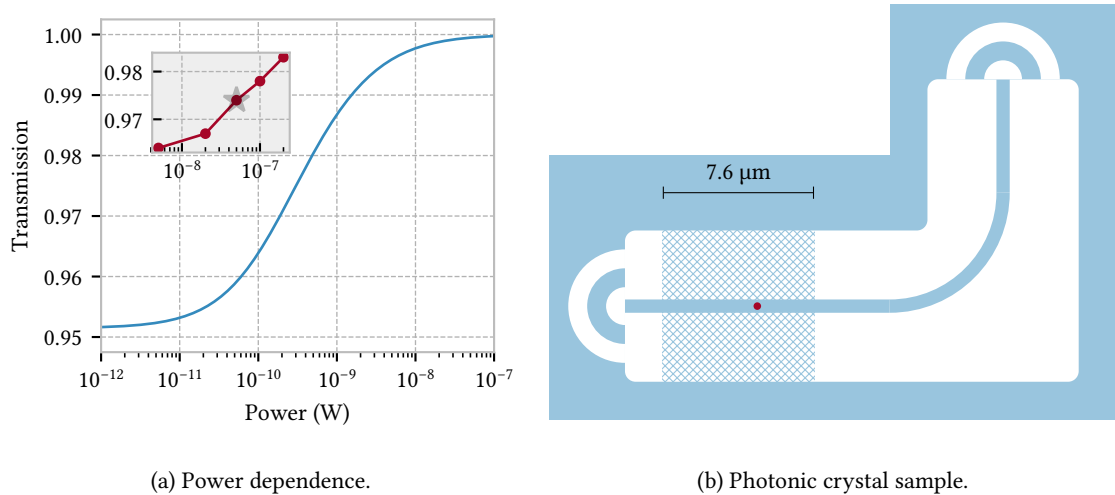 1.00
0.99
0.98
0.97
0.96
0.95
Transmission
0.98
0.97
10⁻⁸ 10⁻⁷
10⁻¹² 10⁻¹¹ 10⁻¹⁰ 10⁻⁹ 10⁻⁸ 10⁻⁷
Power (W)
(a) Power dependence.
7.6 µm
(b) Photonic crystal sample.